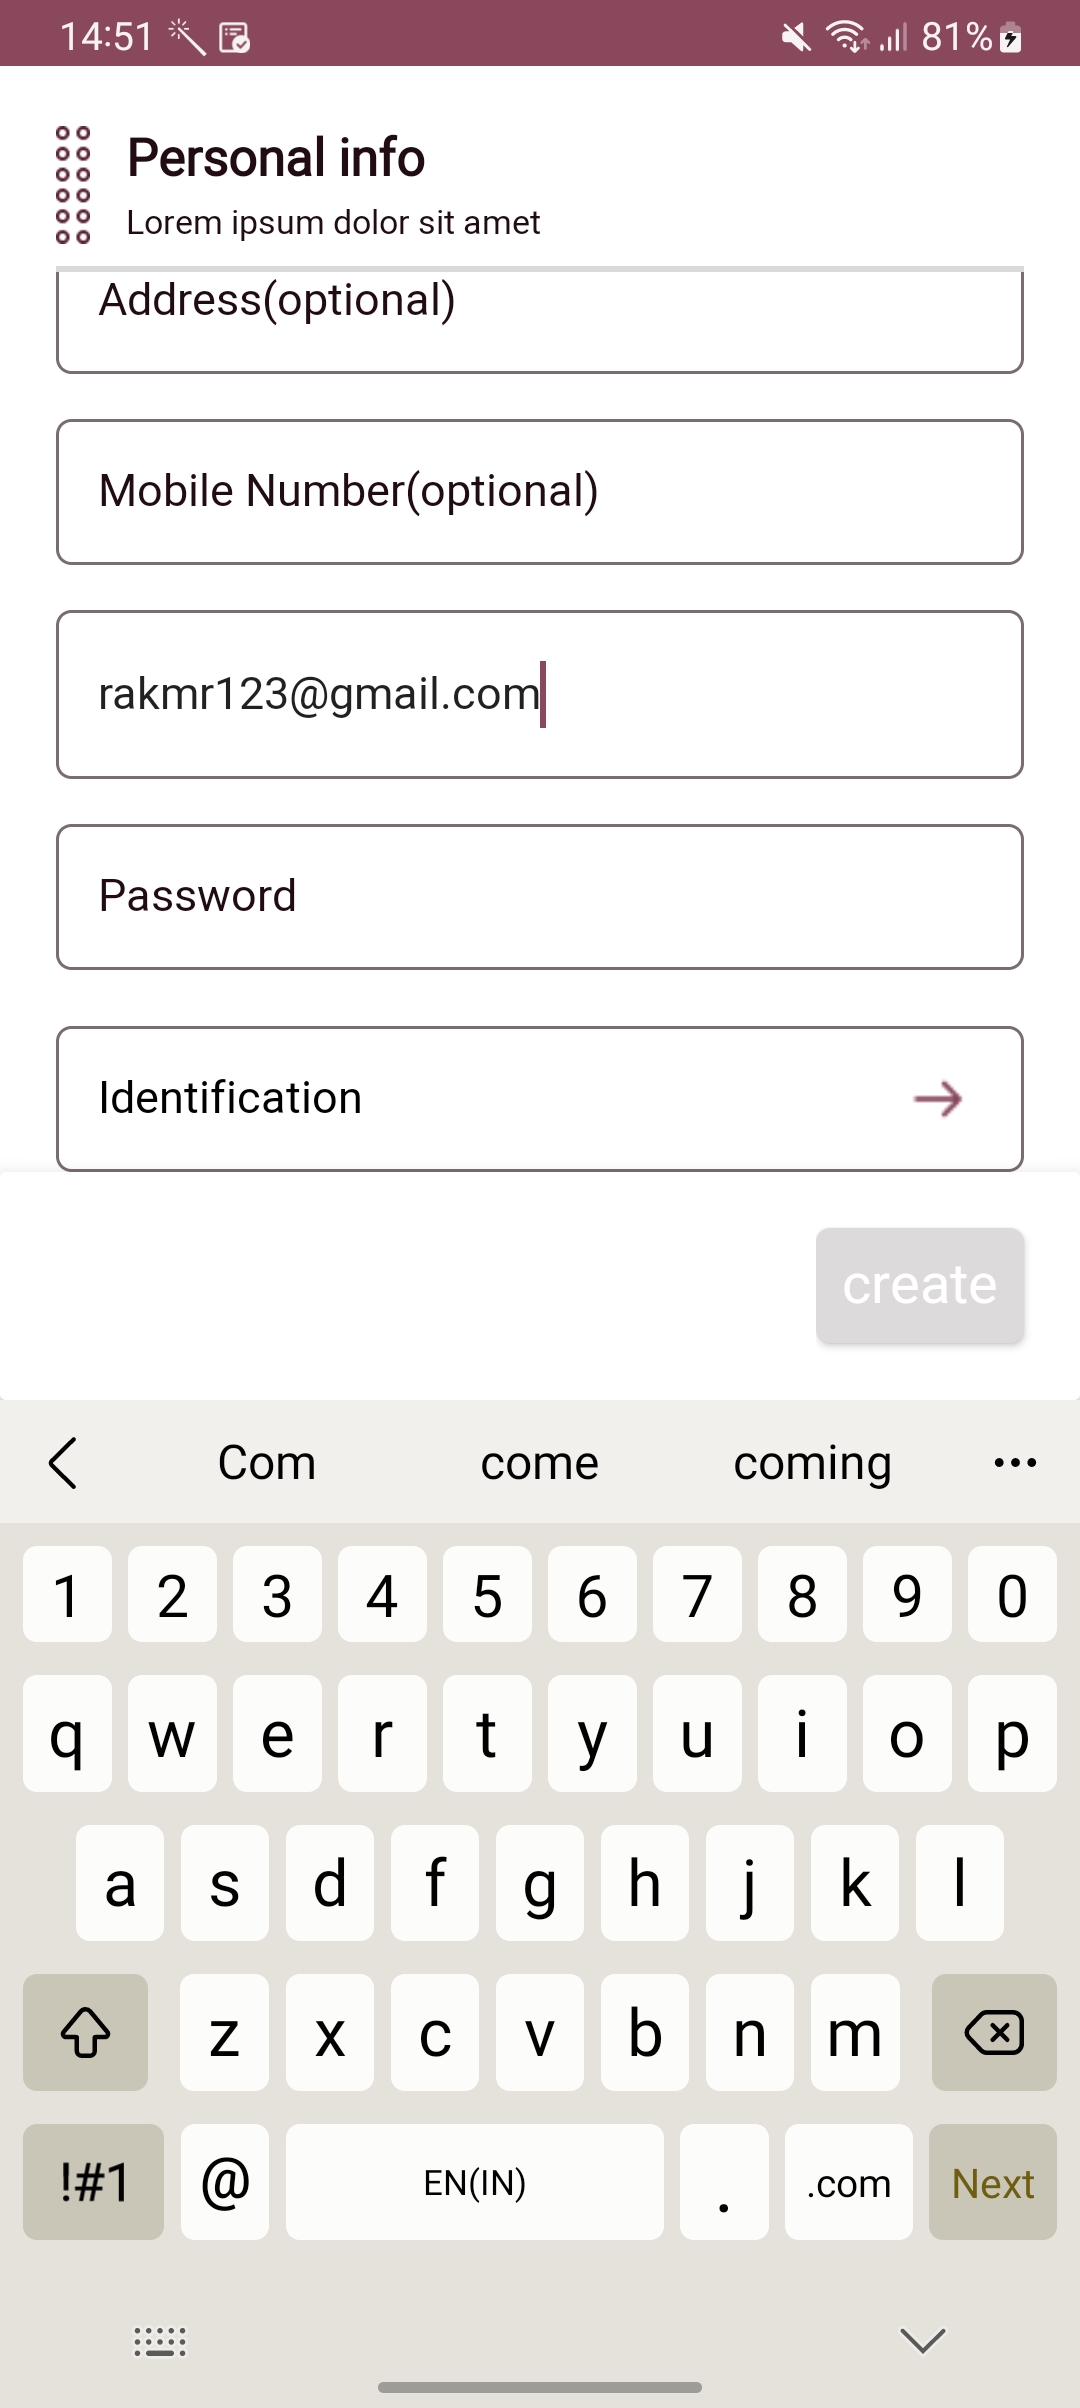 14:51
81%
Personal info
Lorem ipsum dolor sit amet
Address(optional)
Mobile Number(optional)
rakmr123@gmail.com
Password
Identification
create
Com come coming ...
1 2 3 4 5 6 7 8 9 0
q w e r t y u i o p
a s d f g h j k l
z x c v b n m
!#1 @ EN(IN) . .com Next